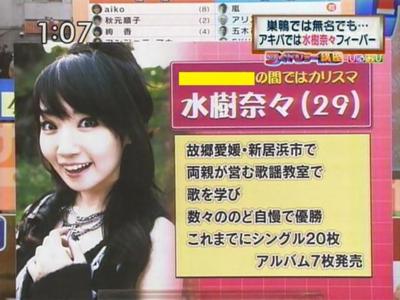 1:07
aiko (8)
秋元順子 (2)
絢香 (3)
嵐
五木
巣鴨では無名でも…
アキバでは水樹奈々フィーバー
の間ではカリスマ
水樹奈々(29)
故郷愛媛・新居浜市で
両親が営む歌謡教室で
歌を学び
数々ののど自慢で優勝
これまでにシングル20枚
アルバム7枚発売